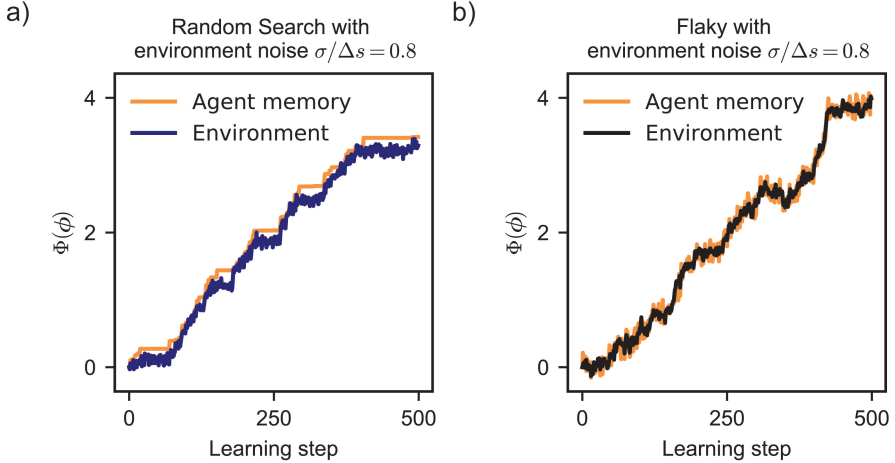 a)
Random Search with
environment noise σ/Δs = 0.8
Agent memory
Environment
4
2
0
Φ(ϕ)
0
250
500
Learning step
b)
Flaky with
environment noise σ/Δs = 0.8
Agent memory
Environment
4
2
0
Φ(ϕ)
0
250
500
Learning step